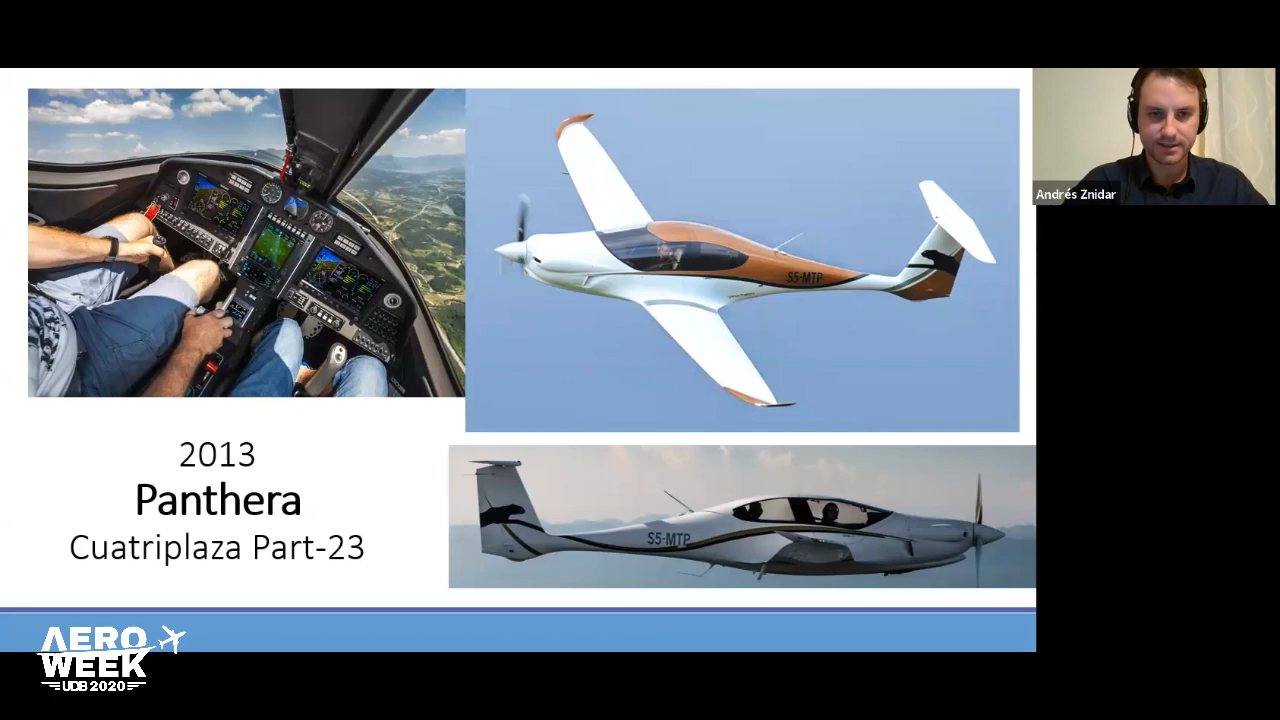 Andrés Znidar
S5-MTP
2013
Panthera
Cuatriplaza Part-23
S5-MTP
AERO
WEEK
UDB 2020